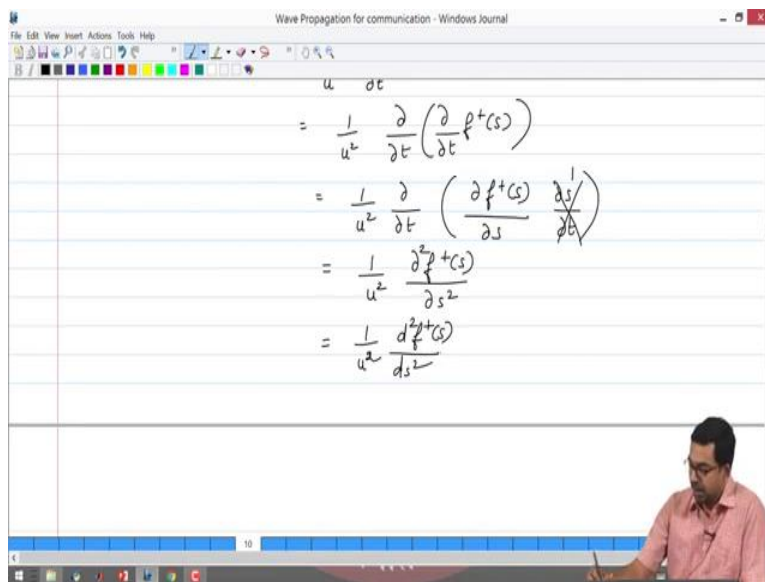 Wave Propagation for communication - Windows Journal
File Edit View Insert Actions Tools Help
B I
u ∂t
= 1/u² ∂/∂t (∂/∂t f⁺(s))
= 1/u² ∂/∂t (∂f⁺(s)/∂s ∂s/∂t 1)
= 1/u² ∂²f⁺(s)/∂s²
= 1/u² d²f⁺(s)/ds²
10